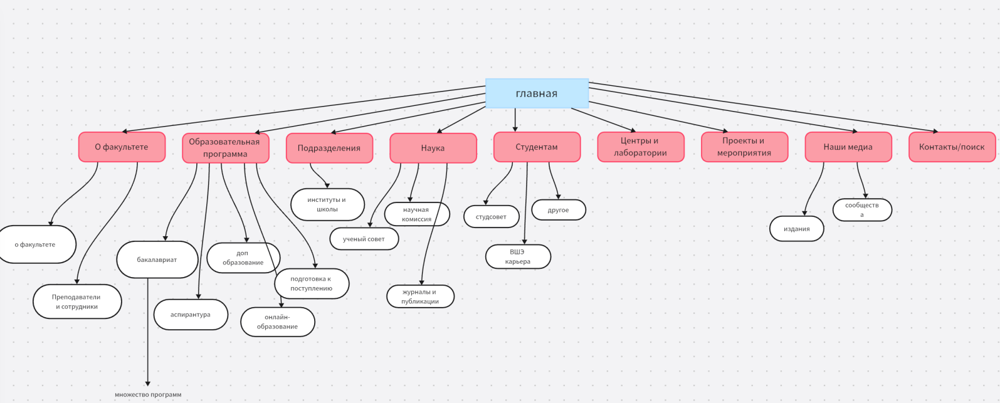 главная
О факультете
Образовательная
программа
Подразделения
Наука
Студентам
Центры и
лаборатории
Проекты и
мероприятия
Наши медиа
Контакты/поиск
о факультете
Преподаватели
и сотрудники
бакалавриат
множество программ
аспирантура
доп
образование
подготовка к
поступлению
онлайн-
образование
институты и
школы
ученый совет
научная
комиссия
журналы и
публикации
студсовет
ВШЭ
карьера
другое
издания
сообществ
а